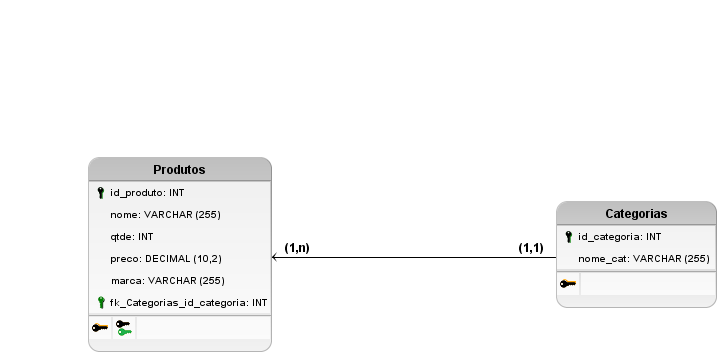 Produtos
id_produto: INT
nome: VARCHAR (255)
qtde: INT
preco: DECIMAL (10,2)
marca: VARCHAR (255)
fk_Categorias_id_categoria: INT
(1,n)
(1,1)
Categorias
id_categoria: INT
nome_cat: VARCHAR (255)